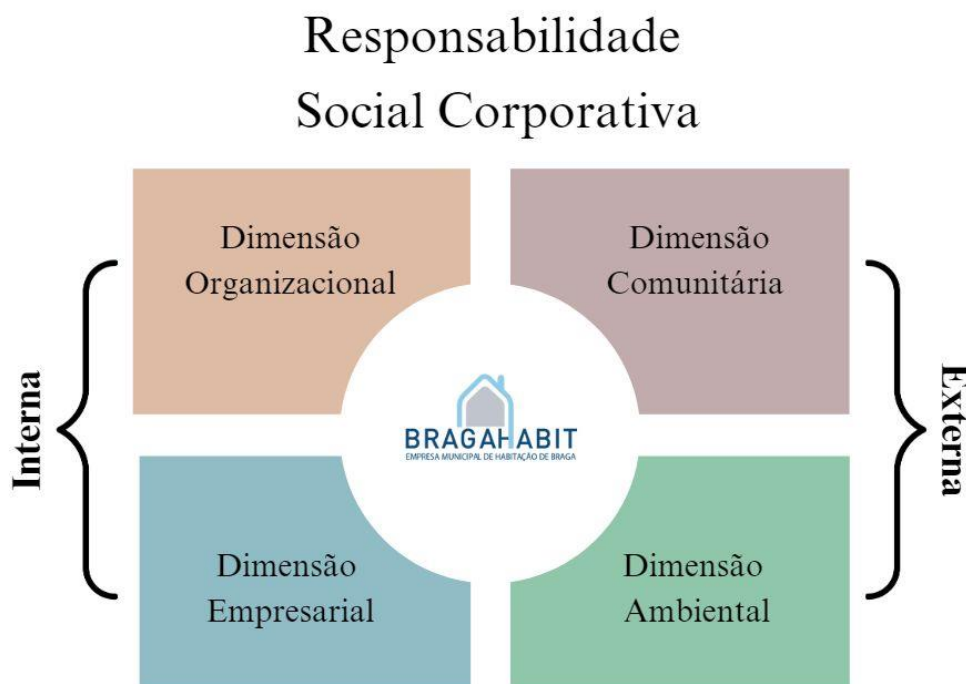 Responsabilidade
Social Corporativa
Dimensão
Organizacional
Dimensão
Comunitária
Interna
Externa
BRAGAHABIT
EMPRESA MUNICIPAL DE HABITAÇÃO DE BRAGA
Dimensão
Empresarial
Dimensão
Ambiental